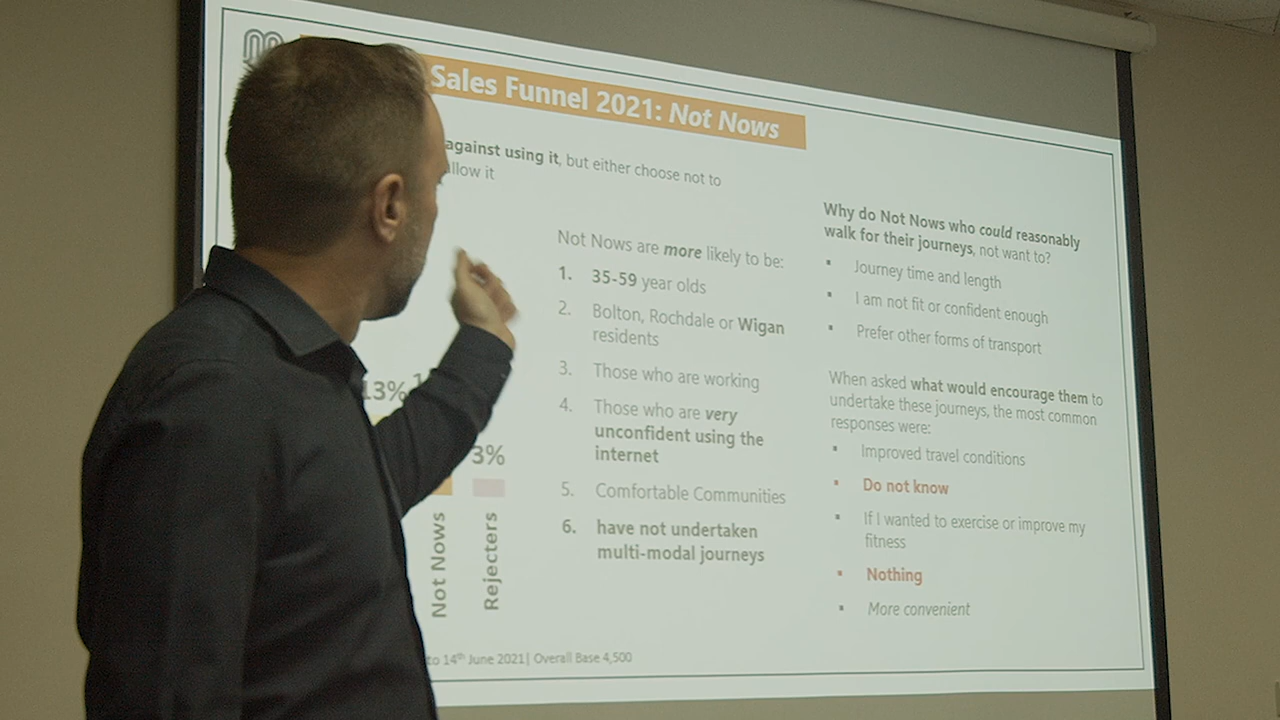 Sales Funnel 2021: Not Nows
against using it, but either choose not to
allow it
13%
3%
Not Nows
Rejecters
Not Nows are more likely to be:
1. 35-59 year olds
2. Bolton, Rochdale or Wigan
residents
3. Those who are working
4. Those who are very
unconfident using the
internet
5. Comfortable Communities
6. have not undertaken
multi-modal journeys
Why do Not Nows who could reasonably
walk for their journeys, not want to?
▪ Journey time and length
▪ I am not fit or confident enough
▪ Prefer other forms of transport
When asked what would encourage them to
undertake these journeys, the most common
responses were:
▪ Improved travel conditions
▪ Do not know
▪ If I wanted to exercise or improve my
fitness
▪ Nothing
▪ More convenient
to 14th June 2021| Overall Base 4,500